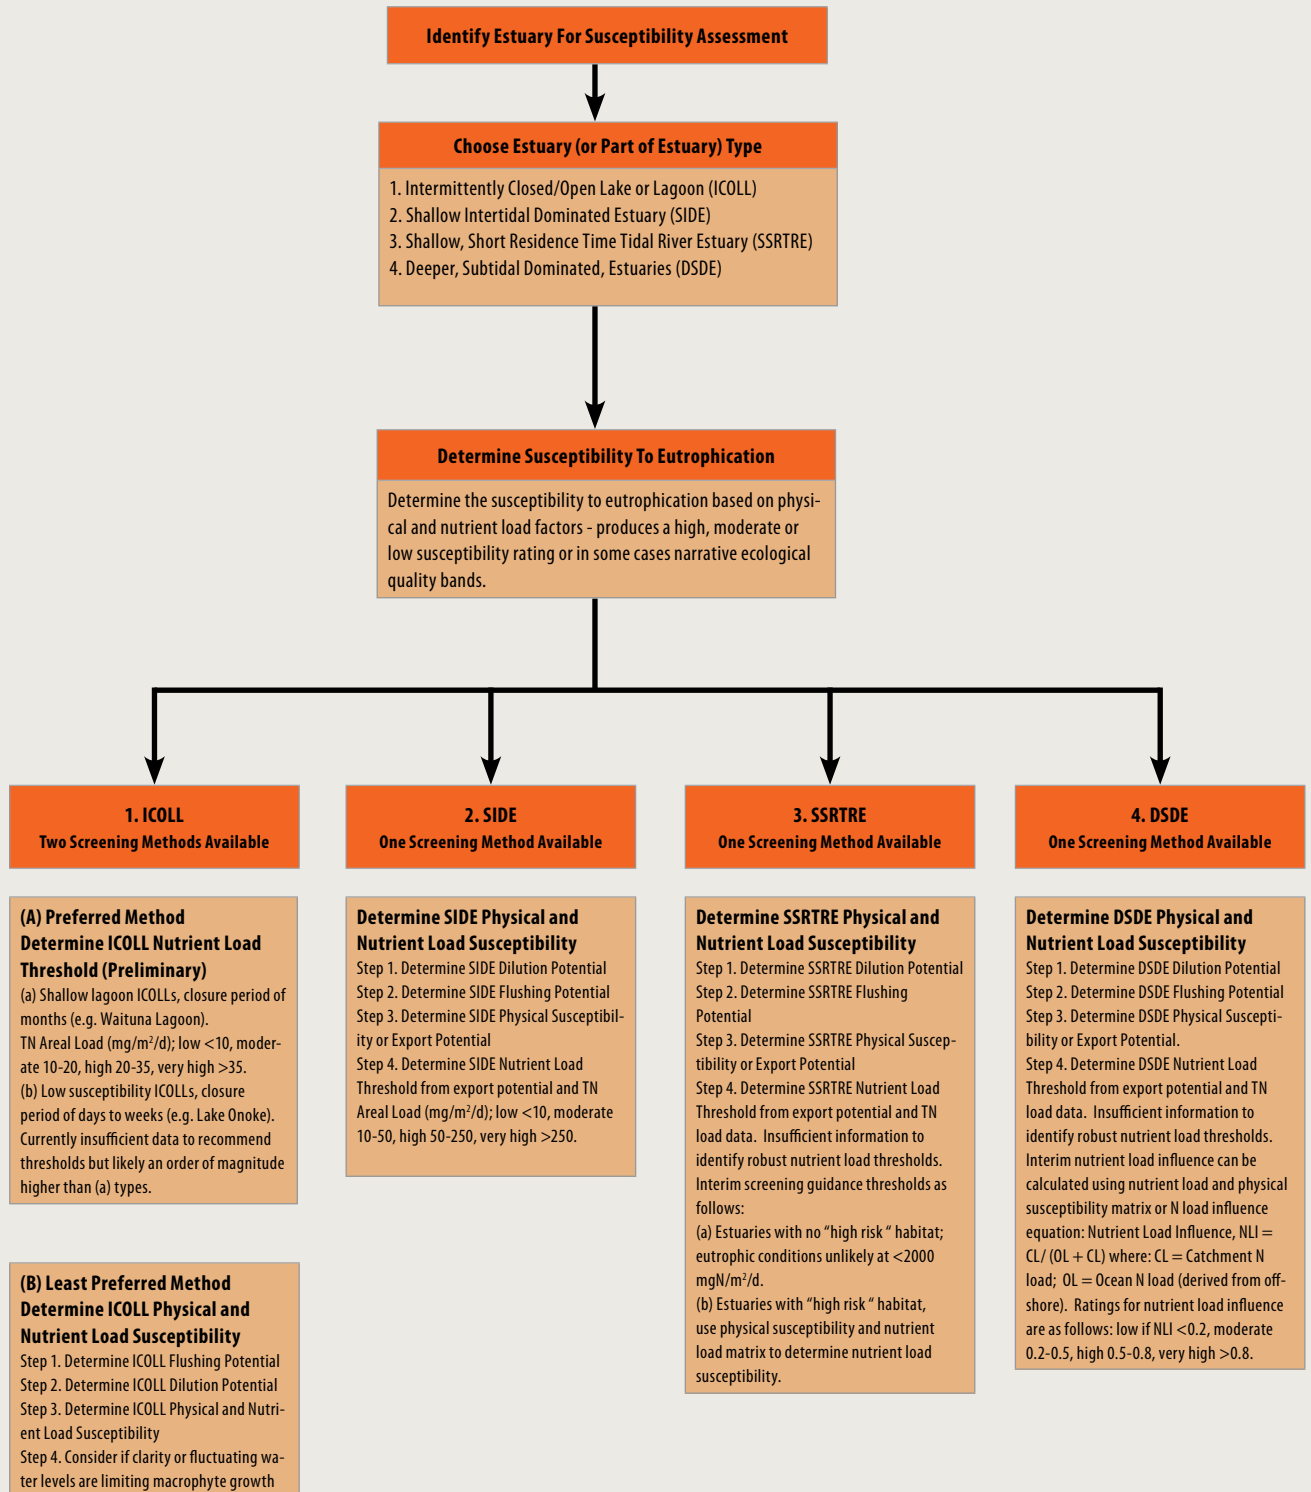 Identify Estuary For Susceptibility Assessment
Choose Estuary (or Part of Estuary) Type
1. Intermittently Closed/Open Lake or Lagoon (ICOLL)
2. Shallow Intertidal Dominated Estuary (SIDE)
3. Shallow, Short Residence Time Tidal River Estuary (SSRTRE)
4. Deeper, Subtidal Dominated, Estuaries (DSDE)
Determine Susceptibility To Eutrophication
Determine the susceptibility to eutrophication based on physi-
cal and nutrient load factors - produces a high, moderate or
low susceptibility rating or in some cases narrative ecological
quality bands.
1. ICOLL
Two Screening Methods Available
(A) Preferred Method
Determine ICOLL Nutrient Load
Threshold (Preliminary)
(a) Shallow lagoon ICOLLs, closure period of
months (e.g. Waituna Lagoon).
TN Areal Load (mg/m²/d); low <10, moder-
ate 10-20, high 20-35, very high >35.
(b) Low susceptibility ICOLLs, closure
period of days to weeks (e.g. Lake Onoke).
Currently insufficient data to recommend
thresholds but likely an order of magnitude
higher than (a) types.
(B) Least Preferred Method
Determine ICOLL Physical and
Nutrient Load Susceptibility
Step 1. Determine ICOLL Flushing Potential
Step 2. Determine ICOLL Dilution Potential
Step 3. Determine ICOLL Physical and Nutri-
ent Load Susceptibility
Step 4. Consider if clarity or fluctuating wa-
ter levels are limiting macrophyte growth
2. SIDE
One Screening Method Available
Determine SIDE Physical and
Nutrient Load Susceptibility
Step 1. Determine SIDE Dilution Potential
Step 2. Determine SIDE Flushing Potential
Step 3. Determine SIDE Physical Susceptibil-
ity or Export Potential
Step 4. Determine SIDE Nutrient Load
Threshold from export potential and TN
Areal Load (mg/m²/d); low <10, moderate
10-50, high 50-250, very high >250.
3. SSRTRE
One Screening Method Available
Determine SSRTRE Physical and
Nutrient Load Susceptibility
Step 1. Determine SSRTRE Dilution Potential
Step 2. Determine SSRTRE Flushing
Potential
Step 3. Determine SSRTRE Physical Suscep-
tibility or Export Potential
Step 4. Determine SSRTRE Nutrient Load
Threshold from export potential and TN
load data. Insufficient information to
identify robust nutrient load thresholds.
Interim screening guidance thresholds as
follows:
(a) Estuaries with no "high risk" habitat;
eutrophic conditions unlikely at <2000
mgN/m²/d.
(b) Estuaries with "high risk" habitat,
use physical susceptibility and nutrient
load matrix to determine nutrient load
susceptibility.
4. DSDE
One Screening Method Available
Determine DSDE Physical and
Nutrient Load Susceptibility
Step 1. Determine DSDE Dilution Potential
Step 2. Determine DSDE Flushing Potential
Step 3. Determine DSDE Physical Suscepti-
bility or Export Potential.
Step 4. Determine DSDE Nutrient Load
Threshold from export potential and TN
load data. Insufficient information to
identify robust nutrient load thresholds.
Interim nutrient load influence can be
calculated using nutrient load and physical
susceptibility matrix or N load influence
equation: Nutrient Load Influence, NLI =
CL/ (OL + CL) where: CL = Catchment N
load; OL = Ocean N load (derived from off-
shore). Ratings for nutrient load influence
are as follows: low if NLI <0.2, moderate
0.2-0.5, high 0.5-0.8, very high >0.8.